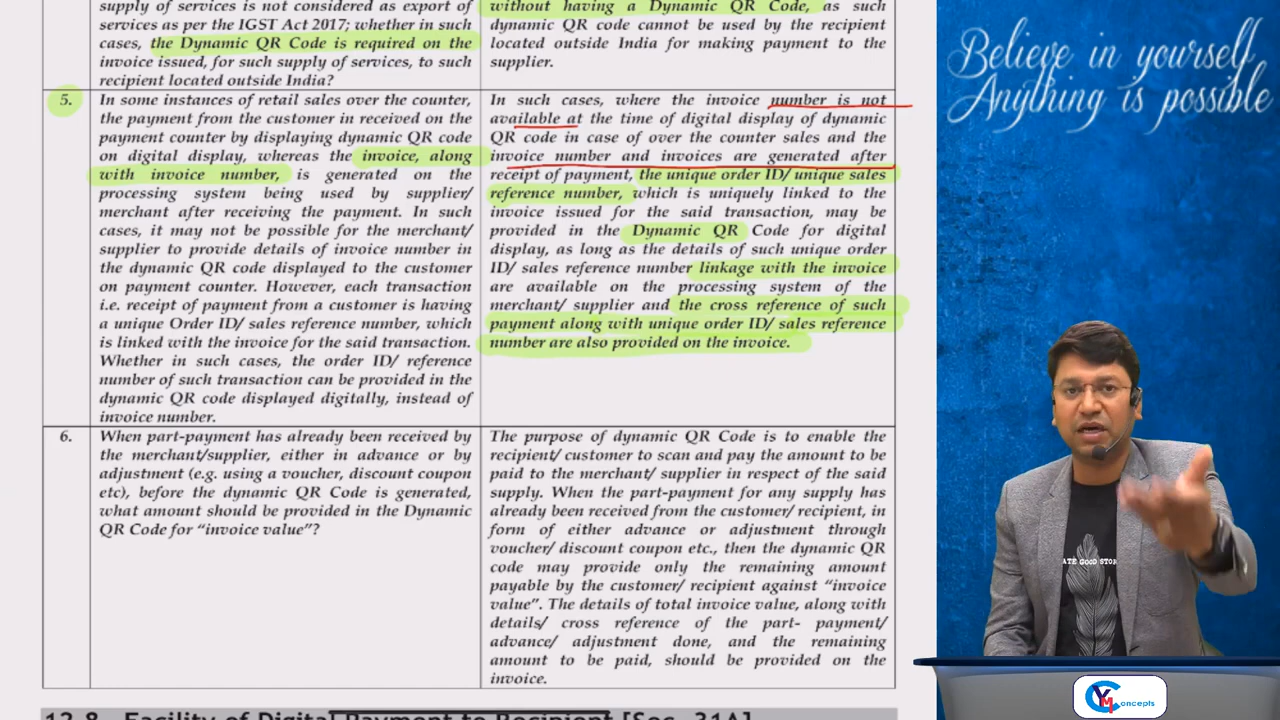 supply of services is not considered as export of
services as per the IGST Act 2017; whether in such
cases, the Dynamic QR Code is required on the
invoice issued, for such supply of services, to such
recipient located outside India?
without having a Dynamic QR Code, as such
dynamic QR code cannot be used by the recipient
located outside India for making payment to the
supplier.
5.
In some instances of retail sales over the counter,
the payment from the customer in received on the
payment counter by displaying dynamic QR code
on digital display, whereas the invoice, along
with invoice number, is generated on the
processing system being used by supplier/
merchant after receiving the payment. In such
cases, it may not be possible for the merchant/
supplier to provide details of invoice number in
the dynamic QR code displayed to the customer
on payment counter. However, each transaction
i.e. receipt of payment from a customer is having
a unique Order ID/ sales reference number, which
is linked with the invoice for the said transaction.
Whether in such cases, the order ID/ reference
number of such transaction can be provided in the
dynamic QR code displayed digitally, instead of
invoice number.
In such cases, where the invoice number is not
available at the time of digital display of dynamic
QR code in case of over the counter sales and the
invoice number and invoices are generated after
receipt of payment, the unique order ID/ unique sales
reference number, which is uniquely linked to the
invoice issued for the said transaction, may be
provided in the Dynamic QR Code for digital
display, as long as the details of such unique order
ID/ sales reference number linkage with the invoice
are available on the processing system of the
merchant/ supplier and the cross reference of such
payment along with unique order ID/ sales reference
number are also provided on the invoice.
6.
When part-payment has already been received by
the merchant/supplier, either in advance or by
adjustment (e.g. using a voucher, discount coupon
etc), before the dynamic QR Code is generated,
what amount should be provided in the Dynamic
QR Code for "invoice value"?
The purpose of dynamic QR Code is to enable the
recipient/ customer to scan and pay the amount to be
paid to the merchant/ supplier in respect of the said
supply. When the part-payment for any supply has
already been received from the customer/ recipient, in
form of either advance or adjustment through
voucher/ discount coupon etc., then the dynamic QR
code may provide only the remaining amount
payable by the customer/ recipient against "invoice
value". The details of total invoice value, along with
details/ cross reference of the part- payment/
advance/ adjustment done, and the remaining
amount to be paid, should be provided on the
invoice.
12.8 Facility of Digital Payment to Recipient [Sec. 31A]
Believe in yourself
Anything is possible
GOOD
YM Concepts